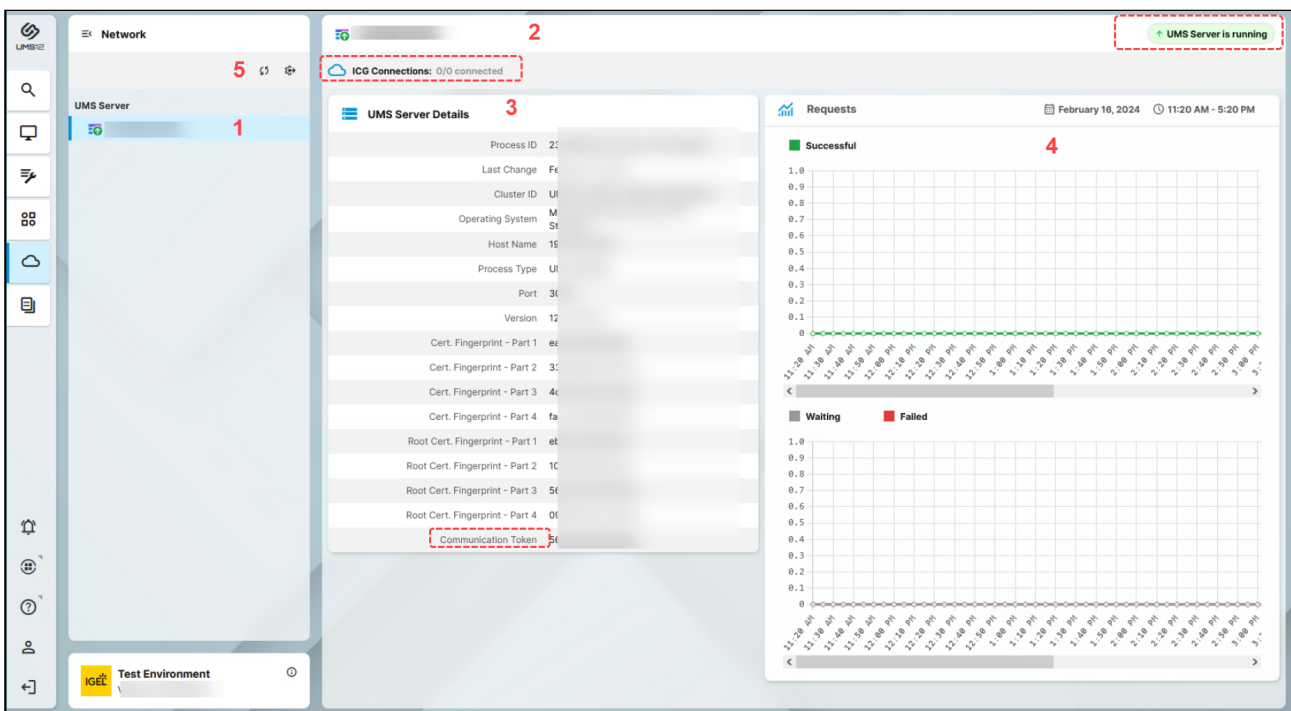 UMS12
Network
2
UMS Server is running
5
ICG Connections: 0/0 connected
UMS Server
1
UMS Server Details
3
Process ID 23
Last Change Fe
Cluster ID
Operating System
Host Name 19
Process Type
Port 30
Version 12
Cert. Fingerprint - Part 1 ea
Cert. Fingerprint - Part 2 33
Cert. Fingerprint - Part 3
Cert. Fingerprint - Part 4 fa
Root Cert. Fingerprint - Part 1
Root Cert. Fingerprint - Part 2 10
Root Cert. Fingerprint - Part 3 56
Root Cert. Fingerprint - Part 4 09
Communication Token 56
Requests
February 16, 2024 11:20 AM - 5:20 PM
Successful
4
1.0
0.9
0.8
0.7
0.6
0.5
0.4
0.3
0.2
0.1
0
11:20 AM 11:30 AM 11:40 AM 11:50 AM 12:00 PM 12:10 PM 12:20 PM 12:30 PM 12:40 PM 12:50 PM 1:00 PM 1:10 PM 1:20 PM 1:30 PM 1:40 PM 1:50 PM 2:00 PM 2:10 PM 2:20 PM 2:30 PM 2:40 PM 2:50 PM 3:00 PM
Waiting Failed
1.0
0.9
0.8
0.7
0.6
0.5
0.4
0.3
0.2
0.1
0
11:20 AM 11:30 AM 11:40 AM 11:50 AM 12:00 PM 12:10 PM 12:20 PM 12:30 PM 12:40 PM 12:50 PM 1:00 PM 1:10 PM 1:20 PM 1:30 PM 1:40 PM 1:50 PM 2:00 PM 2:10 PM 2:20 PM 2:30 PM 2:40 PM 2:50 PM 3:00 PM
IGEL
Test Environment